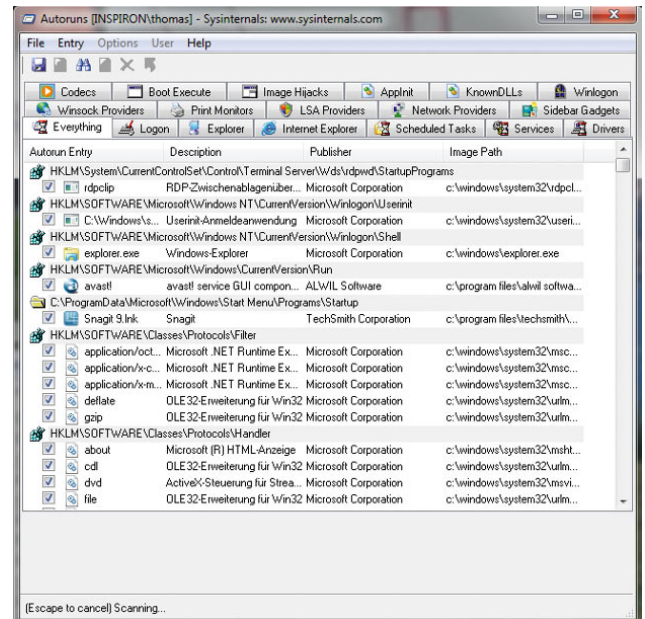 Autoruns [INSPIRON\thomas] - Sysinternals: www.sysinternals.com
File Entry Options User Help
Codecs Boot Execute Image Hijacks AppInit KnownDLLs Winlogon
Winsock Providers Print Monitors LSA Providers Network Providers Sidebar Gadgets
Everything Logon Explorer Internet Explorer Scheduled Tasks Services Drivers
Autorun Entry Description Publisher Image Path
HKLM\System\CurrentControlSet\Control\Terminal Server\Wds\rdpwd\StartupPrograms
rdpclip RDP-Zwischenablagenüber... Microsoft Corporation c:\windows\system32\rdpcl...
HKLM\SOFTWARE\Microsoft\Windows NT\CurrentVersion\Winlogon\Userinit
C:\Windows\s... Userinit-Anmeldeanwendung Microsoft Corporation c:\windows\system32\useri...
HKLM\SOFTWARE\Microsoft\Windows NT\CurrentVersion\Winlogon\Shell
explorer.exe Windows-Explorer Microsoft Corporation c:\windows\explorer.exe
HKLM\SOFTWARE\Microsoft\Windows\CurrentVersion\Run
avast! avast! service GUI compon... ALWIL Software c:\program files\alwil softwa...
C:\ProgramData\Microsoft\Windows\Start Menu\Programs\Startup
Snagit 9.lnk Snagit TechSmith Corporation c:\program files\techsmith\...
HKLM\SOFTWARE\Classes\Protocols\Filter
application/oct... Microsoft .NET Runtime Ex... Microsoft Corporation c:\windows\system32\msc...
application/x-c... Microsoft .NET Runtime Ex... Microsoft Corporation c:\windows\system32\msc...
application/x-m... Microsoft .NET Runtime Ex... Microsoft Corporation c:\windows\system32\msc...
deflate OLE32-Erweiterung für Win32 Microsoft Corporation c:\windows\system32\urlm...
gzip OLE32-Erweiterung für Win32 Microsoft Corporation c:\windows\system32\urlm...
HKLM\SOFTWARE\Classes\Protocols\Handler
about Microsoft (R) HTML-Anzeige Microsoft Corporation c:\windows\system32\msht...
cdl OLE32-Erweiterung für Win32 Microsoft Corporation c:\windows\system32\urlm...
dvd ActiveX-Steuerung für Strea... Microsoft Corporation c:\windows\system32\msvi...
file OLE32-Erweiterung für Win32 Microsoft Corporation c:\windows\system32\urlm...
(Escape to cancel) Scanning...